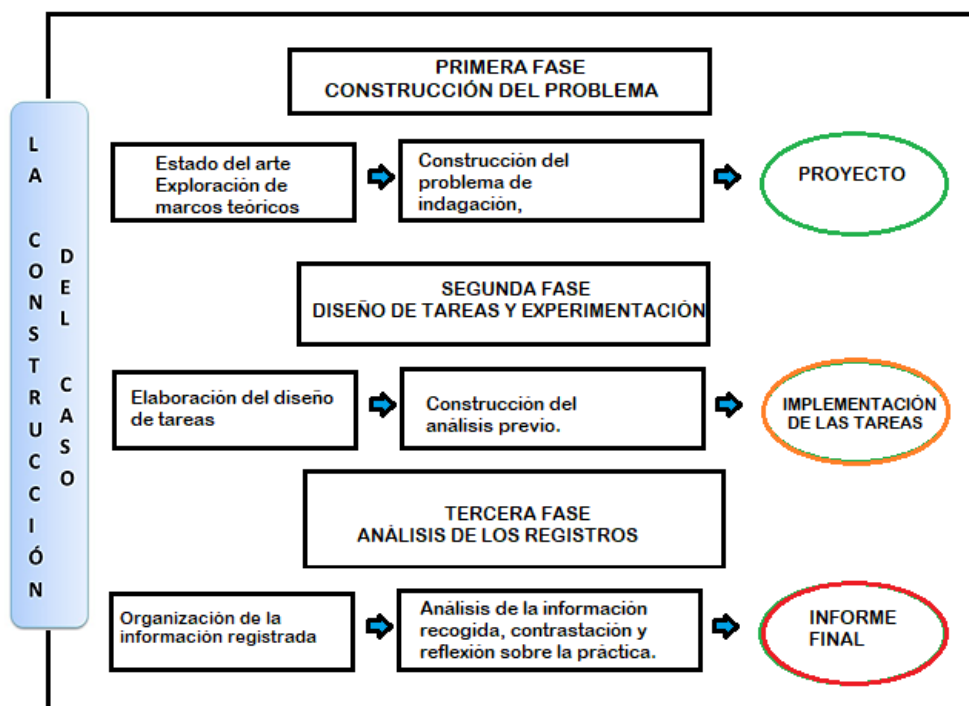 LA CONSTRUCCIÓN
DEL CASO
PRIMERA FASE
CONSTRUCCIÓN DEL PROBLEMA
Estado del arte
Exploración de
marcos teóricos
Construcción del
problema de
indagación,
PROYECTO
SEGUNDA FASE
DISEÑO DE TAREAS Y EXPERIMENTACIÓN
Elaboración del diseño
de tareas
Construcción del
análisis previo.
IMPLEMENTACIÓN
DE LAS TAREAS
TERCERA FASE
ANÁLISIS DE LOS REGISTROS
Organización de la
información registrada
Análisis de la información
recogida, contrastación y
reflexión sobre la práctica.
INFORME
FINAL